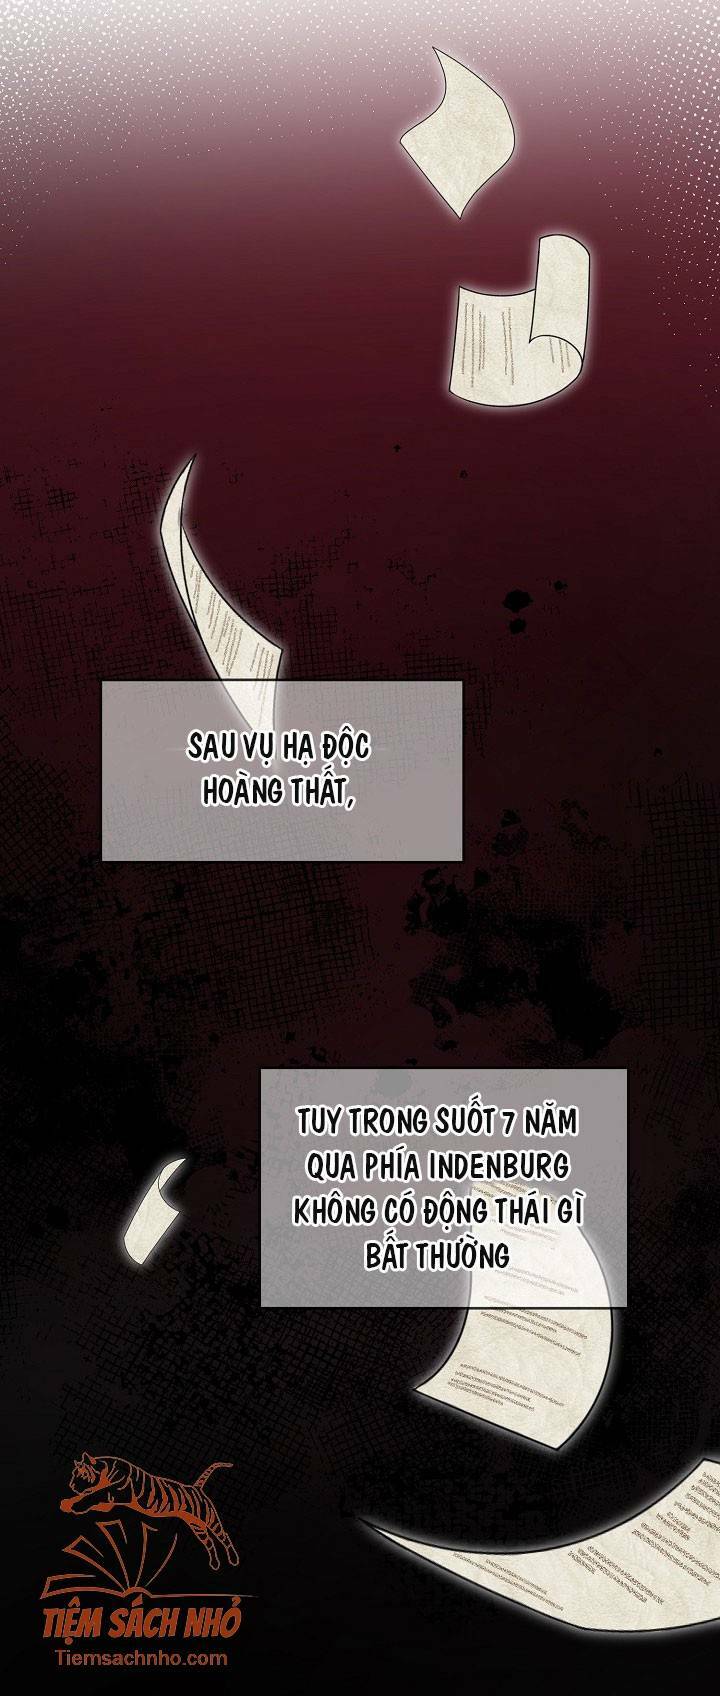 SAU VỤ HẠ ĐỘC
HOÀNG THẤT,
TUY TRONG SUỐT 7 NĂM
QUA PHÍA INDENBURG
KHÔNG CÓ ĐỘNG THÁI GÌ
BẤT THƯỜNG
TIỆM SÁCH NHỎ
Tiemsachnho.com